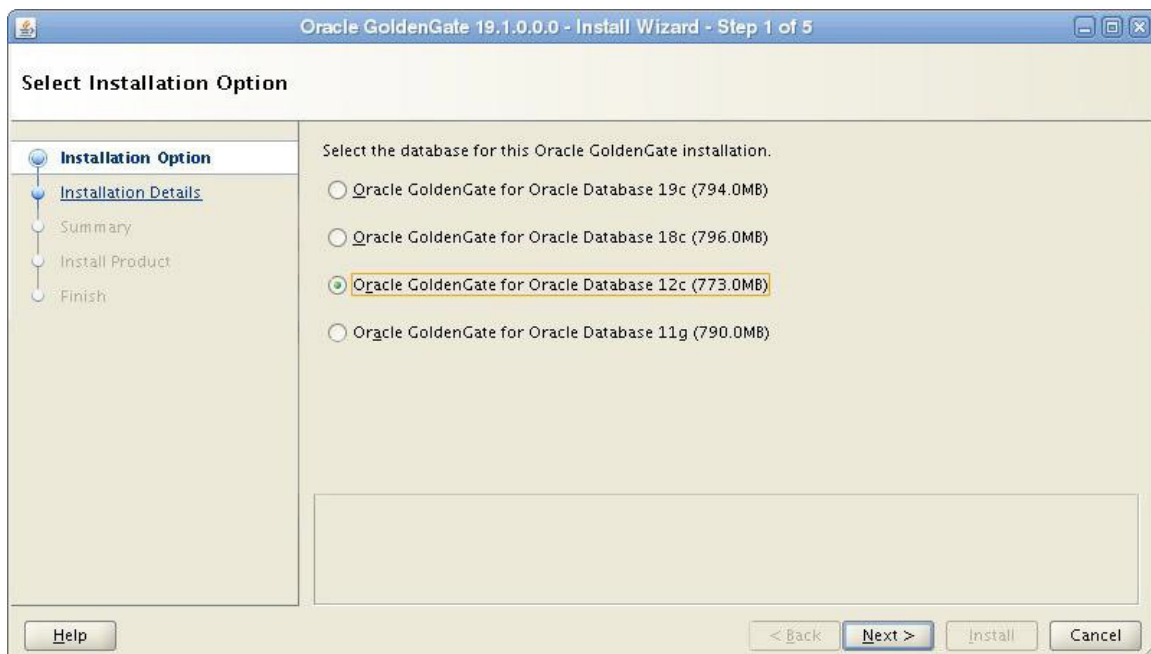 Oracle GoldenGate 19.1.0.0.0 - Install Wizard - Step 1 of 5
Select Installation Option
Installation Option
Installation Details
Summary
Install Product
Finish
Select the database for this Oracle GoldenGate installation.
Oracle GoldenGate for Oracle Database 19c (794.0MB)
Oracle GoldenGate for Oracle Database 18c (796.0MB)
Oracle GoldenGate for Oracle Database 12c (773.0MB)
Oracle GoldenGate for Oracle Database 11g (790.0MB)
Help
< Back
Next >
Install
Cancel